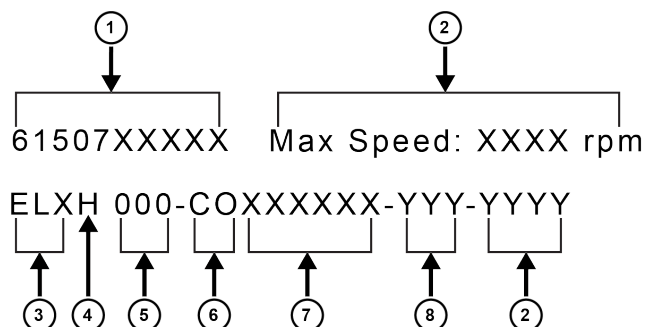 1 2
61507XXXXX Max Speed: XXXX rpm
ELXH 000-COXXXXXX-YYY-YYYY
3 4 5 6 7 8 2